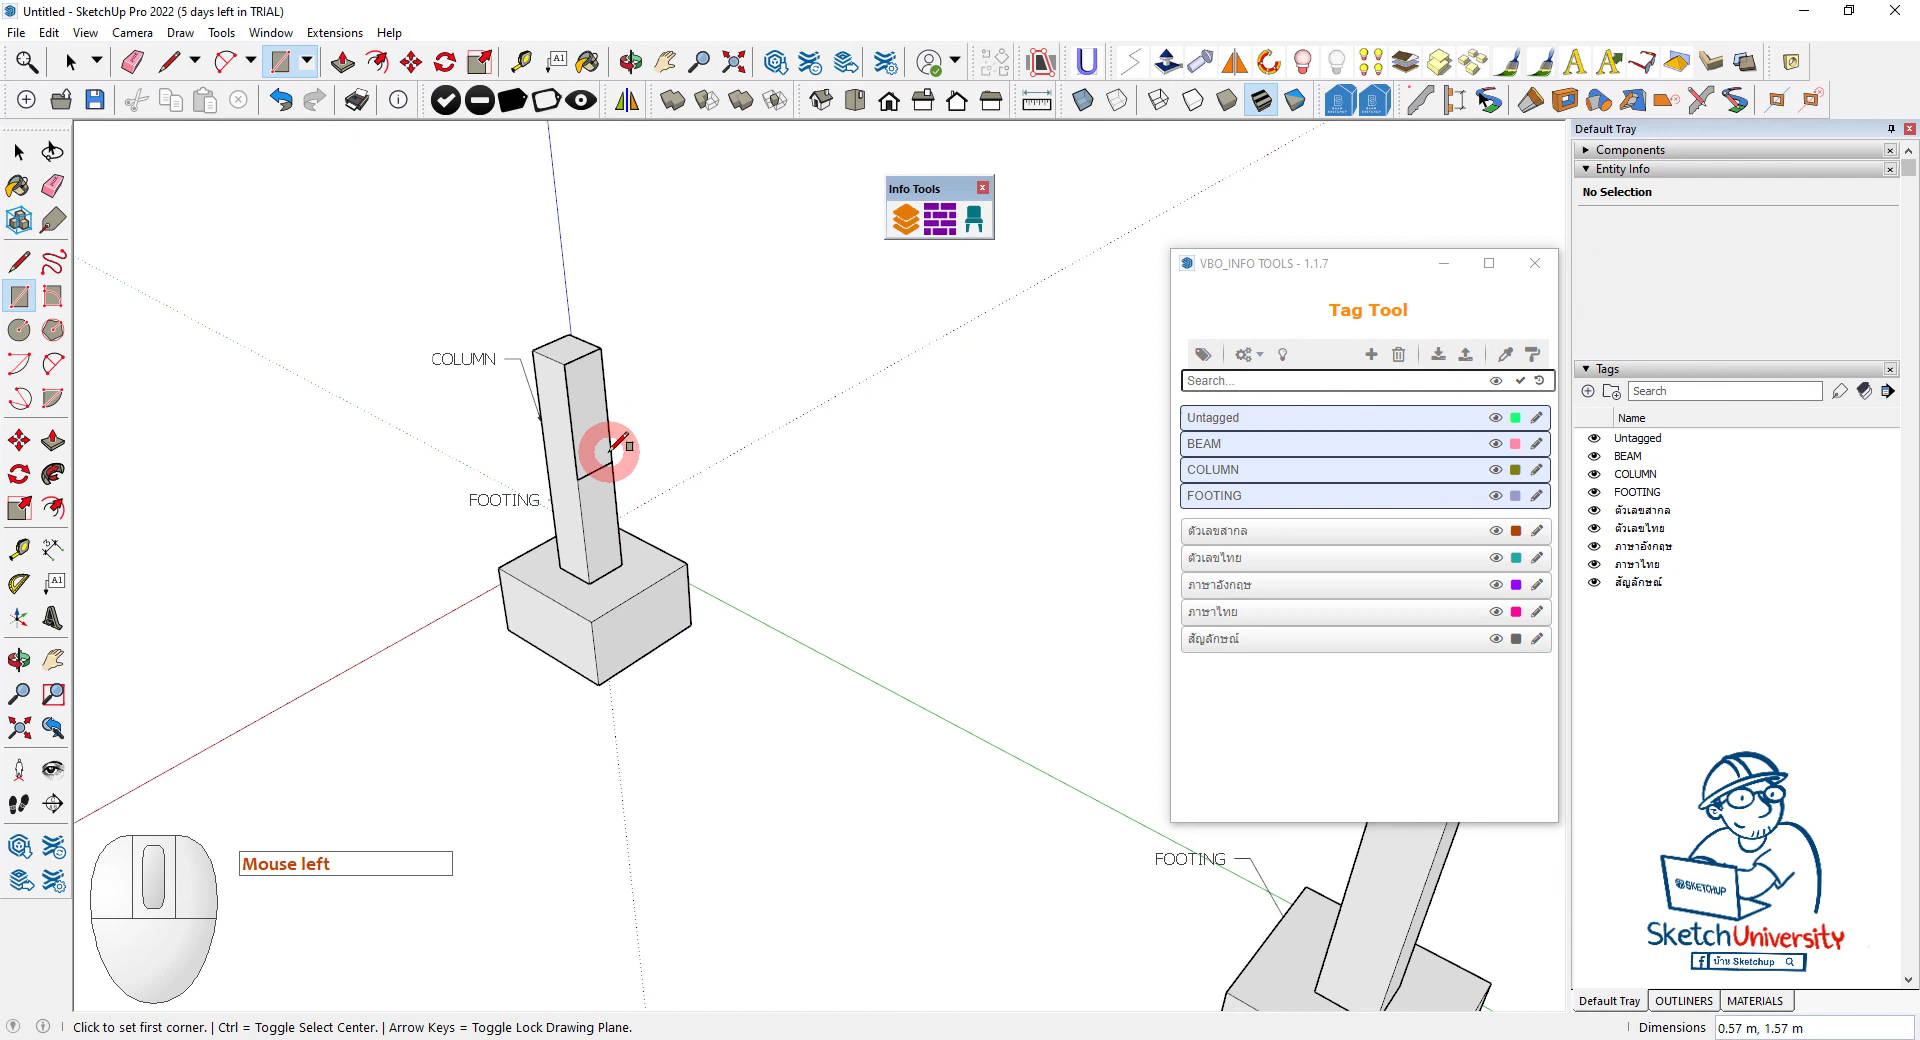 Untitled - SketchUp Pro 2022 (5 days left in TRIAL)
File Edit View Camera Draw Tools Window Extensions Help
Default Tray
Components
Entity Info
No Selection
Info Tools
VBO_INFO TOOLS - 1.1.7
Tag Tool
Search...
Untagged
BEAM
COLUMN
FOOTING
ตัวเลขสากล
ตัวเลขไทย
ภาษาอังกฤษ
ภาษาไทย
สัญลักษณ์
Tags
Search
Name
Untagged
BEAM
COLUMN
FOOTING
ตัวเลขสากล
ตัวเลขไทย
ภาษาอังกฤษ
ภาษาไทย
สัญลักษณ์
COLUMN
FOOTING
FOOTING
Mouse left
SKETCHUP
SketchUniversity
f บ้าน Sketchup
Default Tray OUTLINERS MATERIALS
Click to set first corner. | Ctrl = Toggle Select Center. | Arrow Keys = Toggle Lock Drawing Plane.
Dimensions 0.57 m, 1.57 m